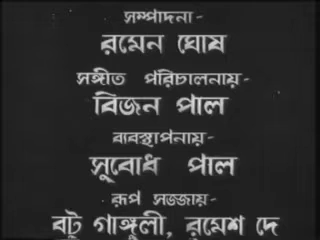 সম্পাদনা -
রমেন ঘোষ
সঙ্গীত পরিচালনায় -
বিজন পাল
ব্যবস্থাপনায় -
সুবোধ পাল
রূপ সজ্জায় -
বটু গাঙ্গুলী, রমেশ দে